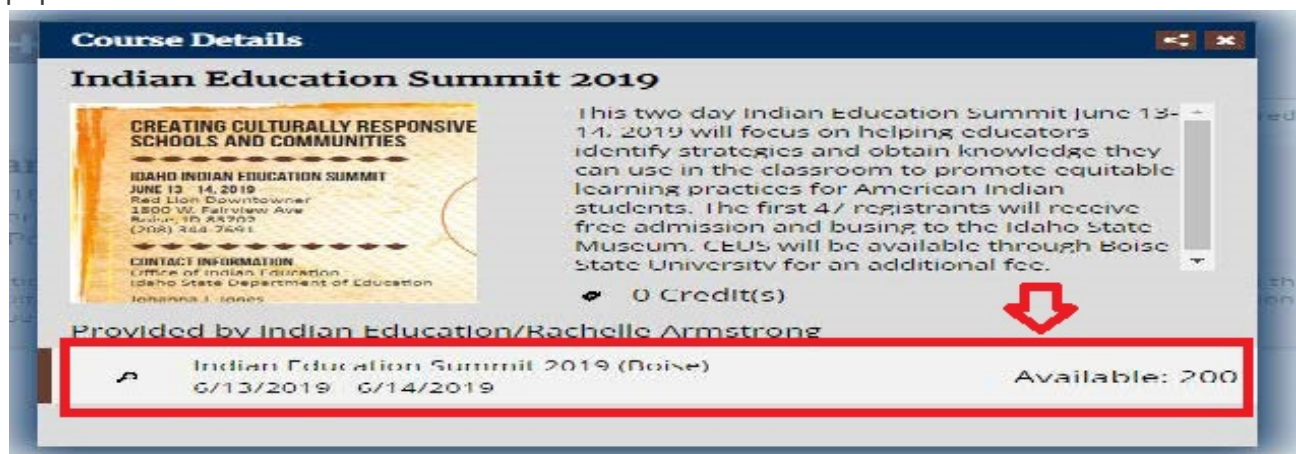 Course Details
Indian Education Summit 2019
CREATING CULTURALLY RESPONSIVE
SCHOOLS AND COMMUNITIES
IDAHO INDIAN EDUCATION SUMMIT
JUNE 13 - 14, 2019
Red Lion Downtowner
1800 W. Fairview Ave
Boise, ID 83702
(208) 344-7691
CONTACT INFORMATION
Office of Indian Education
Idaho State Department of Education
Johanna J. Jones
This two day Indian Education Summit June 13-
14, 2019 will focus on helping educators
identify strategies and obtain knowledge they
can use in the classroom to promote equitable
learning practices for American Indian
students. The first 47 registrants will receive
free admission and busing to the Idaho State
Museum. CEUS will be available through Boise
State University for an additional fee.
0 Credit(s)
Provided by Indian Education/Rachelle Armstrong
Indian Education Summit 2019 (Boise)
6/13/2019 - 6/14/2019
Available: 200